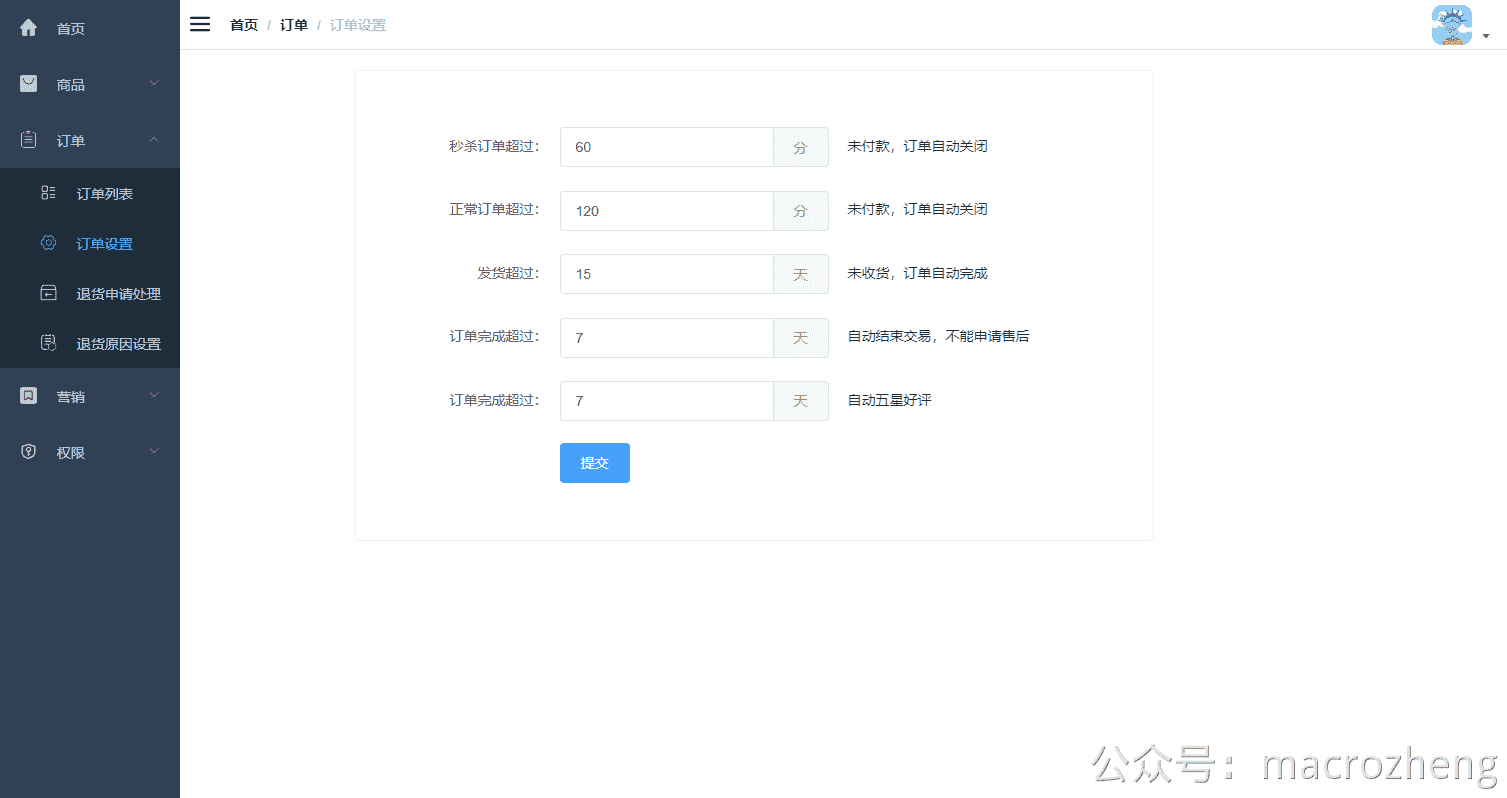 首页
商品
订单
订单列表
订单设置
退货申请处理
退货原因设置
营销
权限
首页 / 订单 / 订单设置
秒杀订单超过： 60 分 未付款，订单自动关闭
正常订单超过： 120 分 未付款，订单自动关闭
发货超过： 15 天 未收货，订单自动完成
订单完成超过： 7 天 自动结束交易，不能申请售后
订单完成超过： 7 天 自动五星好评
提交
公众号：macrozheng